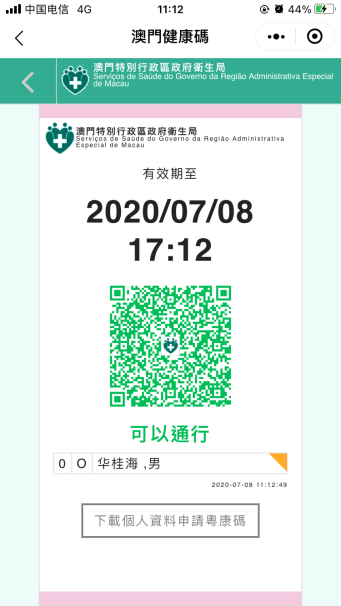 中国电信 4G 11:12 44%
澳門健康碼
澳門特別行政區政府衛生局
Serviços de Saúde do Governo da Região Administrativa Especial
de Macau
澳門特別行政區政府衛生局
Serviços de Saúde do Governo da Região Administrativa
Especial de Macau
有效期至
2020/07/08
17:12
可以通行
0 O 华桂海 ,男
2020-07-08 11:12:49
下載個人資料申請粵康碼